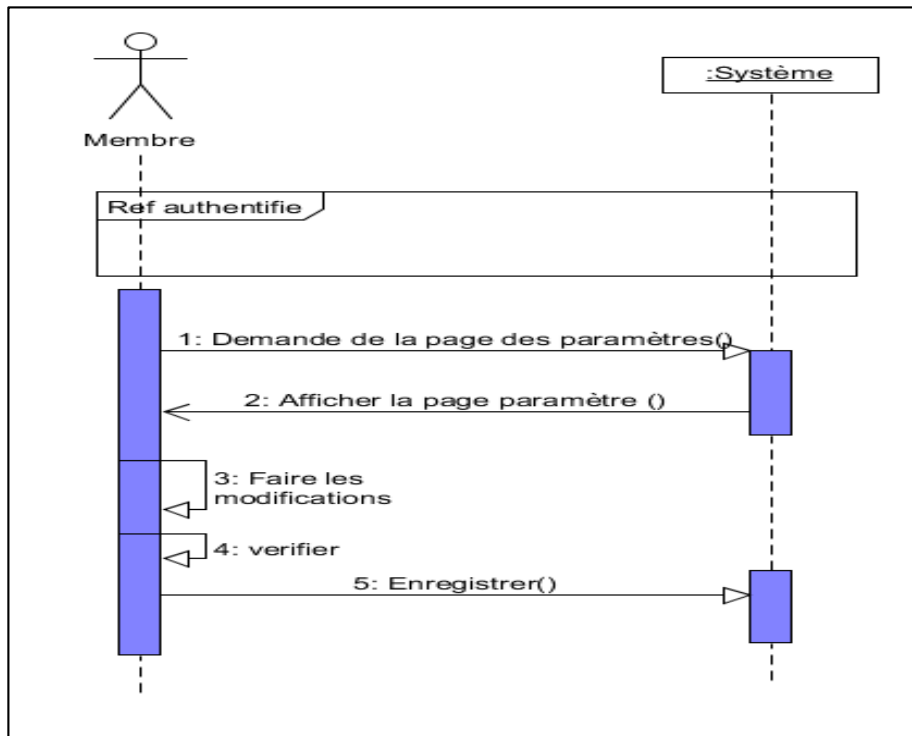 :Système
Membre
Ref authentifie
1: Demande de la page des paramètres()
2: Afficher la page paramètre ()
3: Faire les
modifications
4: verifier
5: Enregistrer()